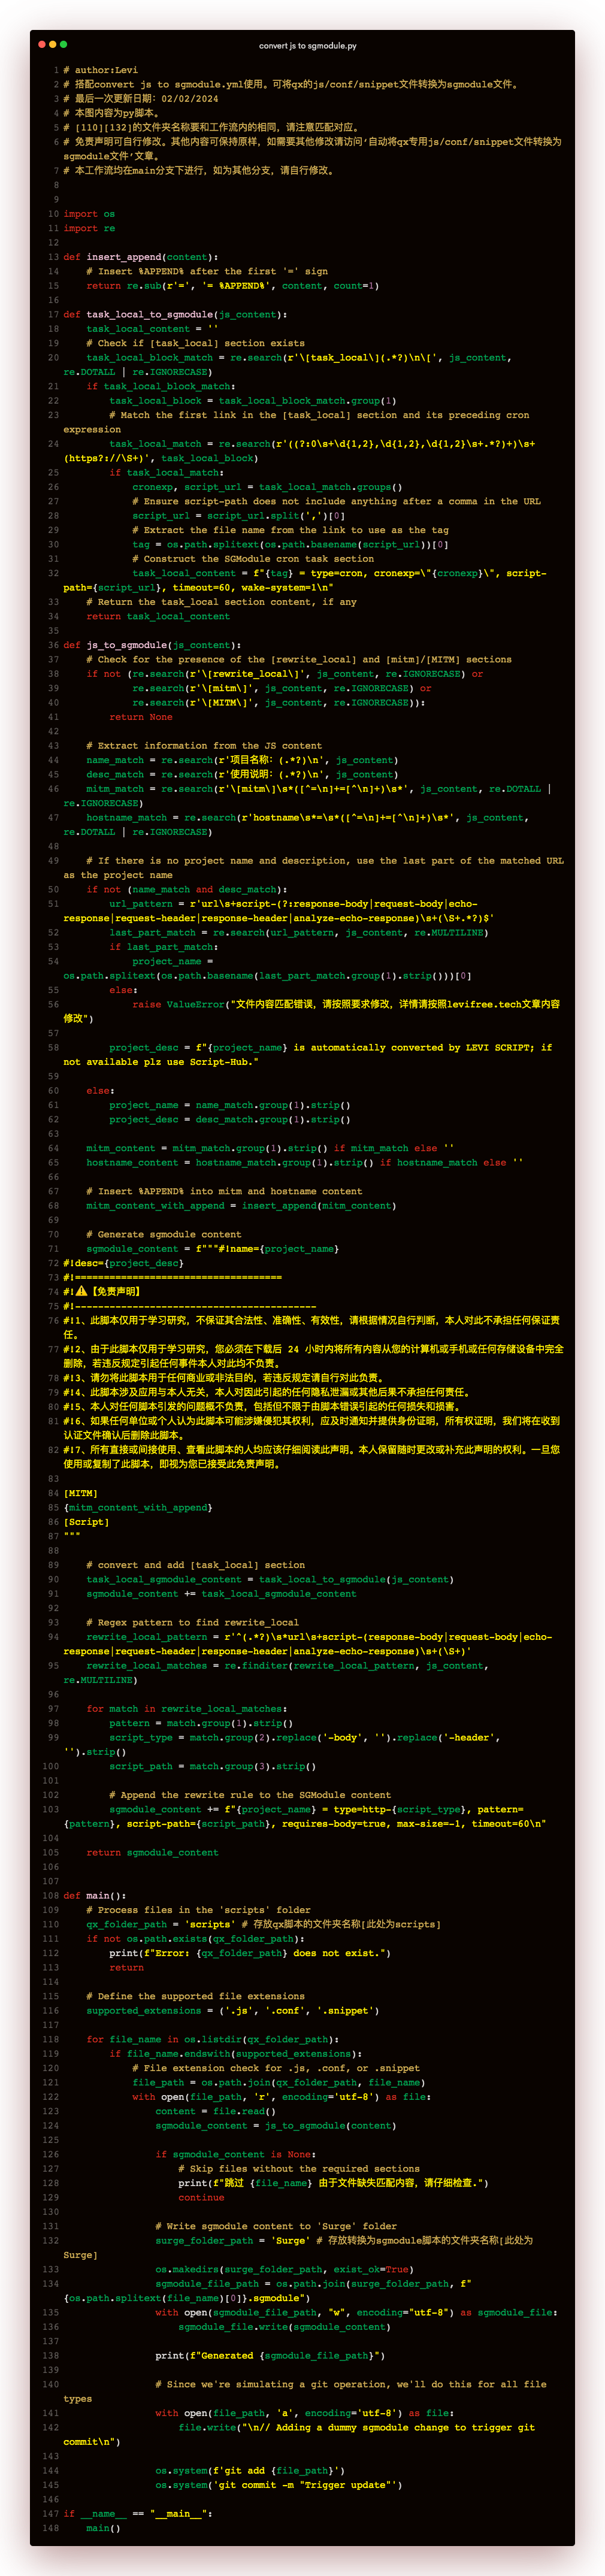 convert js to sgmodule.py
1 # author:Levi
2 # 搭配convert js to sgmodule.yml使用。可将qx的js/conf/snippet文件转换为sgmodule文件。
3 # 最后一次更新日期：02/02/2024
4 # 本图内容为py脚本。
5 # [110][132]的文件夹名称要和工作流内的相同，请注意匹配对应。
6 # 免责声明可自行修改。其他内容可保持原样，如需要其他修改请访问‘自动将qx专用js/conf/snippet文件转换为
sgmodule文件’文章。
7 # 本工作流均在main分支下进行，如为其他分支，请自行修改。
8
9
10 import os
11 import re
12
13 def insert_append(content):
14     # Insert %APPEND% after the first '=' sign
15     return re.sub(r'=', '= %APPEND%', content, count=1)
16
17 def task_local_to_sgmodule(js_content):
18     task_local_content = ''
19     # Check if [task_local] section exists
20     task_local_block_match = re.search(r'\[task_local\](.*?)\n\[', js_content,
re.DOTALL | re.IGNORECASE)
21     if task_local_block_match:
22         task_local_block = task_local_block_match.group(1)
23         # Match the first link in the [task_local] section and its preceding cron
expression
24         task_local_match = re.search(r'((?:0\s+\d{1,2},\d{1,2},\d{1,2}\s+.*?)+)\s+
(https?://\S+)', task_local_block)
25         if task_local_match:
26             cronexp, script_url = task_local_match.groups()
27             # Ensure script-path does not include anything after a comma in the URL
28             script_url = script_url.split(',')[0]
29             # Extract the file name from the link to use as the tag
30             tag = os.path.splitext(os.path.basename(script_url))[0]
31             # Construct the SGModule cron task section
32             task_local_content = f"{tag} = type=cron, cronexp=\"{cronexp}\", script-
path={script_url}, timeout=60, wake-system=1\n"
33     # Return the task_local section content, if any
34     return task_local_content
35
36 def js_to_sgmodule(js_content):
37     # Check for the presence of the [rewrite_local] and [mitm]/[MITM] sections
38     if not (re.search(r'\[rewrite_local\]', js_content, re.IGNORECASE) or
39             re.search(r'\[mitm\]', js_content, re.IGNORECASE) or
40             re.search(r'\[MITM\]', js_content, re.IGNORECASE)):
41         return None
42
43     # Extract information from the JS content
44     name_match = re.search(r'项目名称：(.*?)\n', js_content)
45     desc_match = re.search(r'使用说明：(.*?)\n', js_content)
46     mitm_match = re.search(r'\[mitm\]\s*([^=\n]+=[^\n]+)\s*', js_content, re.DOTALL |
re.IGNORECASE)
47     hostname_match = re.search(r'hostname\s*=\s*([^=\n]+=[^\n]+)\s*', js_content,
re.DOTALL | re.IGNORECASE)
48
49     # If there is no project name and description, use the last part of the matched URL
as the project name
50     if not (name_match and desc_match):
51         url_pattern = r'url\s+script-(?:response-body|request-body|echo-
response|request-header|response-header|analyze-echo-response)\s+(\S+.*?)$'
52         last_part_match = re.search(url_pattern, js_content, re.MULTILINE)
53         if last_part_match:
54             project_name =
os.path.splitext(os.path.basename(last_part_match.group(1).strip()))[0]
55         else:
56             raise ValueError("文件内容匹配错误，请按照要求修改，详情请按照levifree.tech文章内容
修改")
57
58         project_desc = f"{project_name} is automatically converted by LEVI SCRIPT; if
not available plz use Script-Hub."
59
60     else:
61         project_name = name_match.group(1).strip()
62         project_desc = desc_match.group(1).strip()
63
64     mitm_content = mitm_match.group(1).strip() if mitm_match else ''
65     hostname_content = hostname_match.group(1).strip() if hostname_match else ''
66
67     # Insert %APPEND% into mitm and hostname content
68     mitm_content_with_append = insert_append(mitm_content)
69
70     # Generate sgmodule content
71     sgmodule_content = f"""#!name={project_name}
72 #!desc={project_desc}
73 #!====================================
74 #!⚠️【免责声明】
75 #!------------------------------------------
76 #!1、此脚本仅用于学习研究，不保证其合法性、准确性、有效性，请根据情况自行判断，本人对此不承担任何保证责
任。
77 #!2、由于此脚本仅用于学习研究，您必须在下载后 24 小时内将所有内容从您的计算机或手机或任何存储设备中完全
删除，若违反规定引起任何事件本人对此均不负责。
78 #!3、请勿将此脚本用于任何商业或非法目的，若违反规定请自行对此负责。
79 #!4、此脚本涉及应用与本人无关，本人对因此引起的任何隐私泄漏或其他后果不承担任何责任。
80 #!5、本人对任何脚本引发的问题概不负责，包括但不限于由脚本错误引起的任何损失和损害。
81 #!6、如果任何单位或个人认为此脚本可能涉嫌侵犯其权利，应及时通知并提供身份证明，所有权证明，我们将在收到
认证文件确认后删除此脚本。
82 #!7、所有直接或间接使用、查看此脚本的人均应该仔细阅读此声明。本人保留随时更改或补充此声明的权利。一旦您
使用或复制了此脚本，即视为您已接受此免责声明。
83
84 [MITM]
85 {mitm_content_with_append}
86 [Script]
87 """
88
89     # convert and add [task_local] section
90     task_local_sgmodule_content = task_local_to_sgmodule(js_content)
91     sgmodule_content += task_local_sgmodule_content
92
93     # Regex pattern to find rewrite_local
94     rewrite_local_pattern = r'^(.*?)\s*url\s+script-(response-body|request-body|echo-
response|request-header|response-header|analyze-echo-response)\s+(\S+)'
95     rewrite_local_matches = re.finditer(rewrite_local_pattern, js_content,
re.MULTILINE)
96
97     for match in rewrite_local_matches:
98         pattern = match.group(1).strip()
99         script_type = match.group(2).replace('-body', '').replace('-header',
'').strip()
100         script_path = match.group(3).strip()
101
102         # Append the rewrite rule to the SGModule content
103         sgmodule_content += f"{project_name} = type=http-{script_type}, pattern=
{pattern}, script-path={script_path}, requires-body=true, max-size=-1, timeout=60\n"
104
105     return sgmodule_content
106
107
108 def main():
109     # Process files in the 'scripts' folder
110     qx_folder_path = 'scripts' # 存放qx脚本的文件夹名称[此处为scripts]
111     if not os.path.exists(qx_folder_path):
112         print(f"Error: {qx_folder_path} does not exist.")
113         return
114
115     # Define the supported file extensions
116     supported_extensions = ('.js', '.conf', '.snippet')
117
118     for file_name in os.listdir(qx_folder_path):
119         if file_name.endswith(supported_extensions):
120             # File extension check for .js, .conf, or .snippet
121             file_path = os.path.join(qx_folder_path, file_name)
122             with open(file_path, 'r', encoding='utf-8') as file:
123                 content = file.read()
124                 sgmodule_content = js_to_sgmodule(content)
125
126                 if sgmodule_content is None:
127                     # Skip files without the required sections
128                     print(f"跳过 {file_name} 由于文件缺失匹配内容，请仔细检查.")
129                     continue
130
131                 # Write sgmodule content to 'Surge' folder
132                 surge_folder_path = 'Surge' # 存放转换为sgmodule脚本的文件夹名称[此处为
Surge]
133                 os.makedirs(surge_folder_path, exist_ok=True)
134                 sgmodule_file_path = os.path.join(surge_folder_path, f"
{os.path.splitext(file_name)[0]}.sgmodule")
135                 with open(sgmodule_file_path, "w", encoding="utf-8") as sgmodule_file:
136                     sgmodule_file.write(sgmodule_content)
137
138                 print(f"Generated {sgmodule_file_path}")
139
140                 # Since we're simulating a git operation, we'll do this for all file
types
141                 with open(file_path, 'a', encoding='utf-8') as file:
142                     file.write("\n// Adding a dummy sgmodule change to trigger git
commit\n")
143
144                 os.system(f'git add {file_path}')
145                 os.system('git commit -m "Trigger update"')
146
147 if __name__ == "__main__":
148     main()